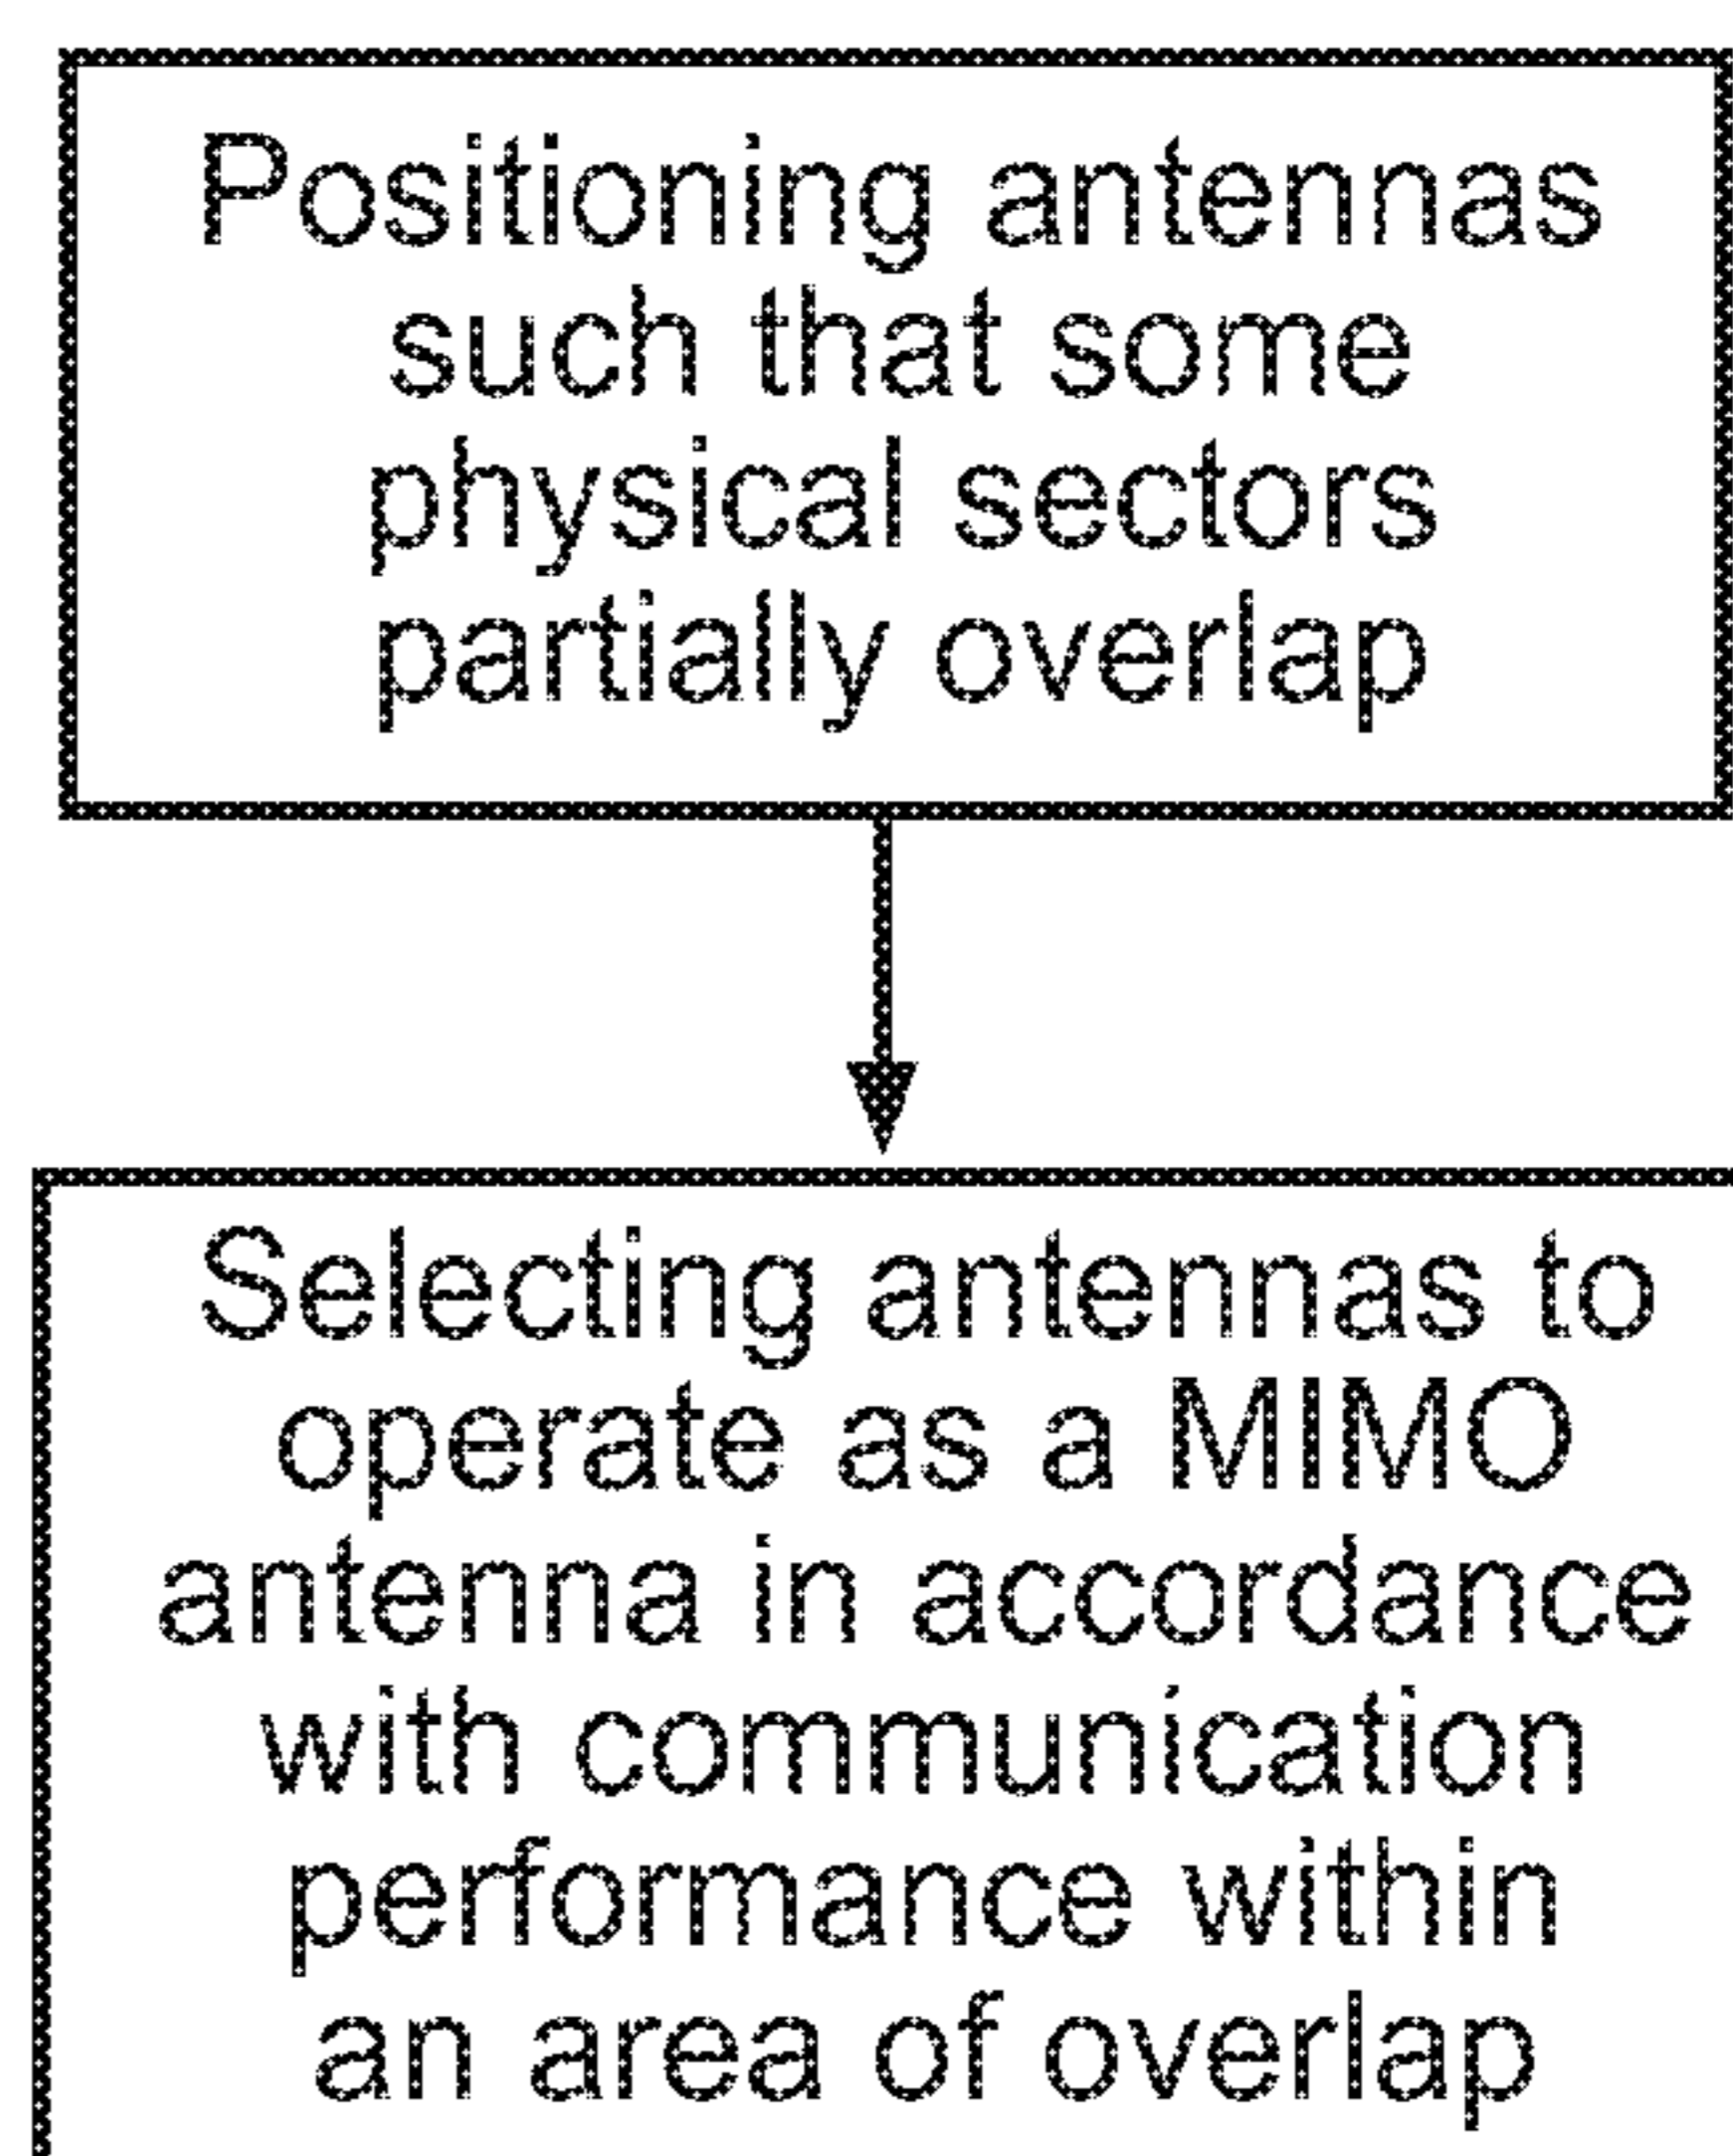 Positioning antennas
such that some
physical sectors
partially overlap
Selecting antennas to
operate as a MIMO
antenna in accordance
with communication
performance within
an area of overlap